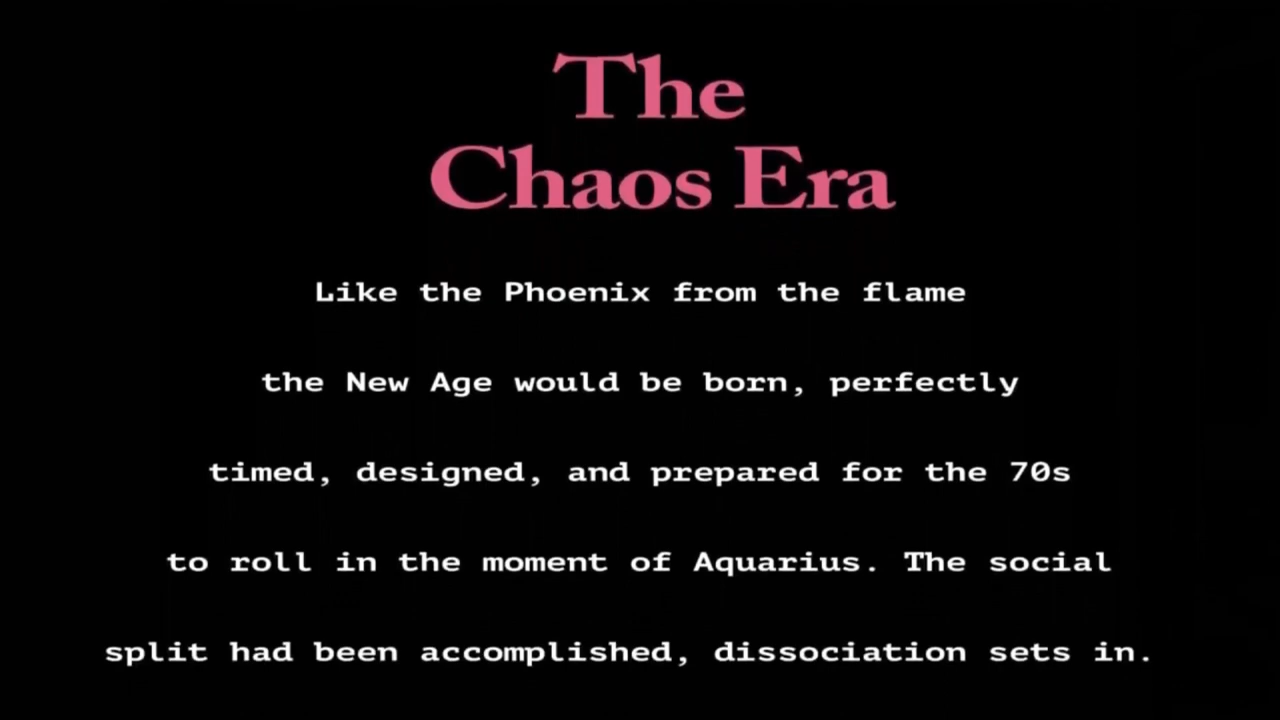 The
Chaos Era
Like the Phoenix from the flame
the New Age would be born, perfectly
timed, designed, and prepared for the 70s
to roll in the moment of Aquarius. The social
split had been accomplished, dissociation sets in.